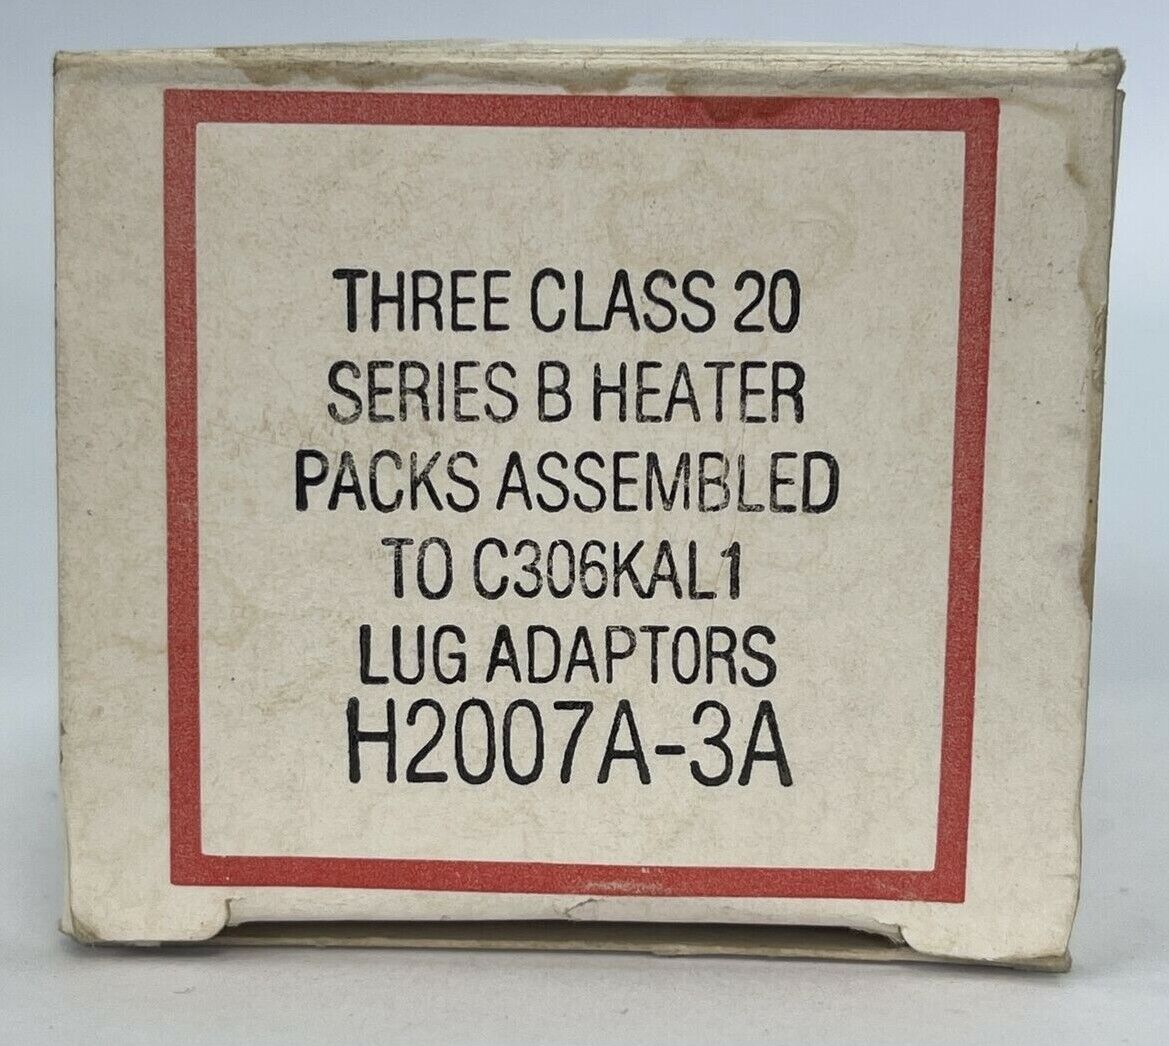 THREE CLASS 20
SERIES B HEATER
PACKS ASSEMBLED
TO C306KAL1
LUG ADAPTORS
H2007A-3A